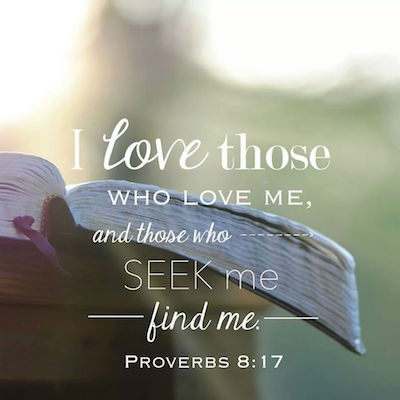 I love those
WHO LOVE ME,
and those who
SEEK me
find me.
PROVERBS 8:17